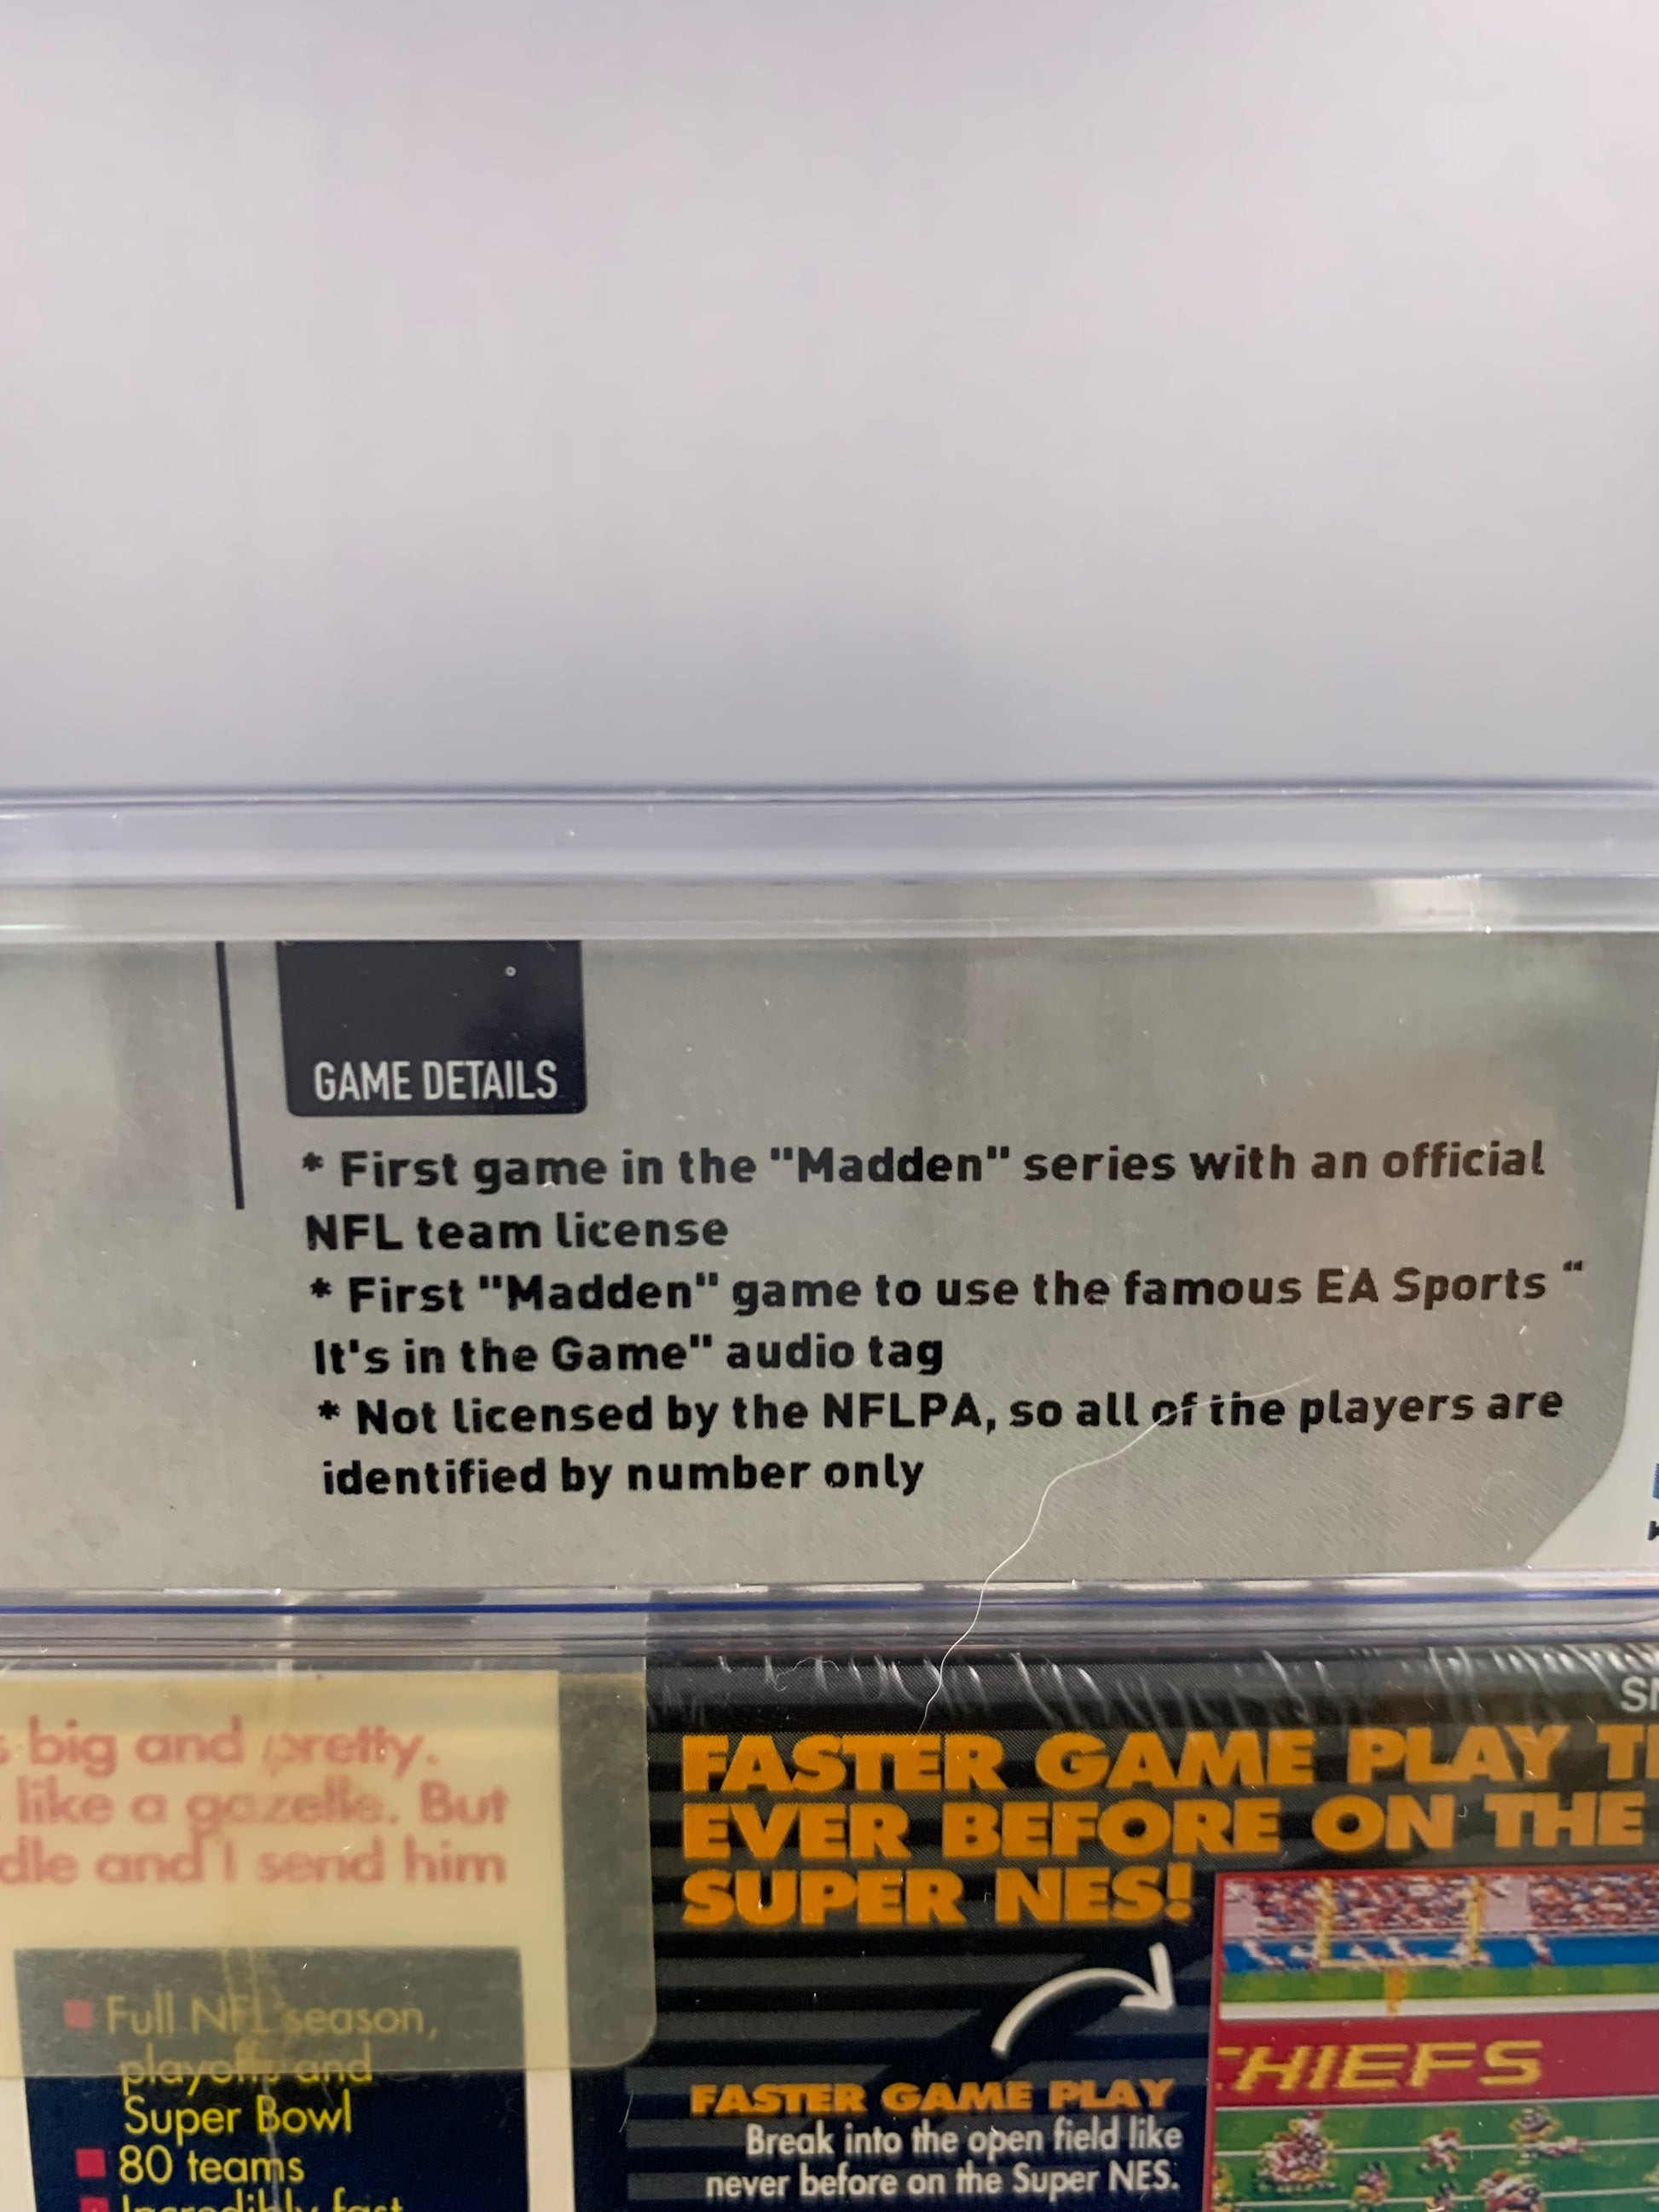 GAME DETAILS
* First game in the "Madden" series with an official
NFL team license
* First "Madden" game to use the famous EA Sports “
It's in the Game" audio tag
* Not licensed by the NFLPA, so all of the players are
identified by number only
big and pretty.
like a gazelle. But
and I send him
Full NFL season,
playoffs and
Super Bowl
80 teams
Incredibly fast
FASTER GAME PLAY
EVER BEFORE ON THE
SUPER NES!
FASTER GAME PLAY
Break into the open field like
never before on the Super NES.
CHIEFS